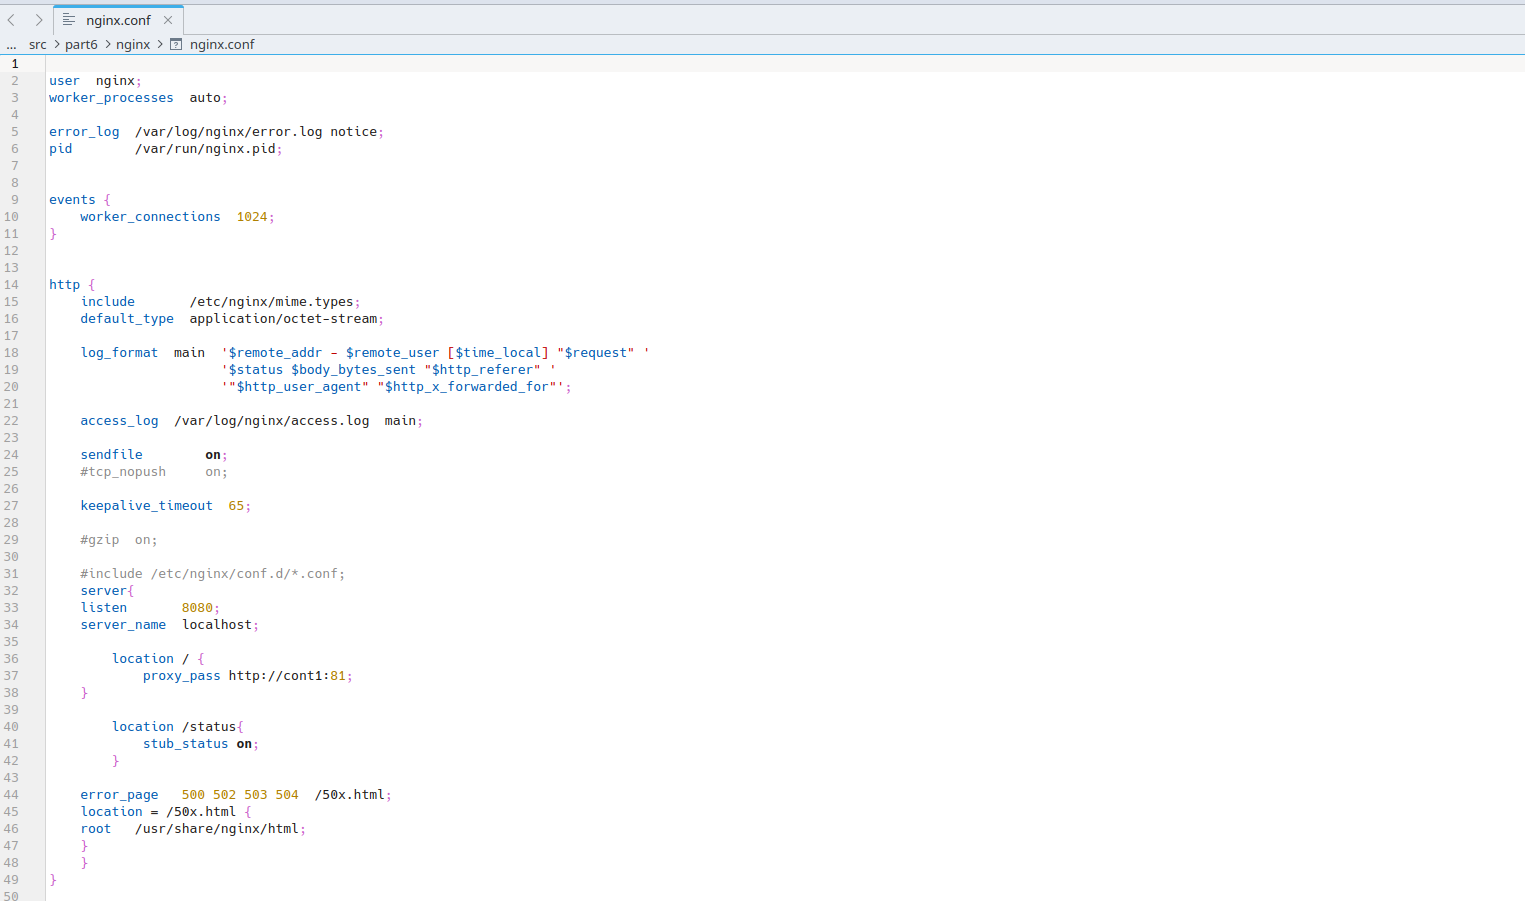 nginx.conf
... src > part6 > nginx > nginx.conf
1
2 user  nginx;
3 worker_processes  auto;
4
5 error_log  /var/log/nginx/error.log notice;
6 pid        /var/run/nginx.pid;
7
8
9 events {
10     worker_connections  1024;
11 }
12
13
14 http {
15     include       /etc/nginx/mime.types;
16     default_type  application/octet-stream;
17
18     log_format  main  '$remote_addr - $remote_user [$time_local] "$request" '
19                       '$status $body_bytes_sent "$http_referer" '
20                       '"$http_user_agent" "$http_x_forwarded_for"';
21
22     access_log  /var/log/nginx/access.log  main;
23
24     sendfile        on;
25     #tcp_nopush     on;
26
27     keepalive_timeout  65;
28
29     #gzip  on;
30
31     #include /etc/nginx/conf.d/*.conf;
32     server{
33     listen       8080;
34     server_name  localhost;
35
36         location / {
37             proxy_pass http://cont1:81;
38     }
39
40         location /status{
41             stub_status on;
42         }
43
44     error_page   500 502 503 504  /50x.html;
45     location = /50x.html {
46     root   /usr/share/nginx/html;
47     }
48     }
49 }
50